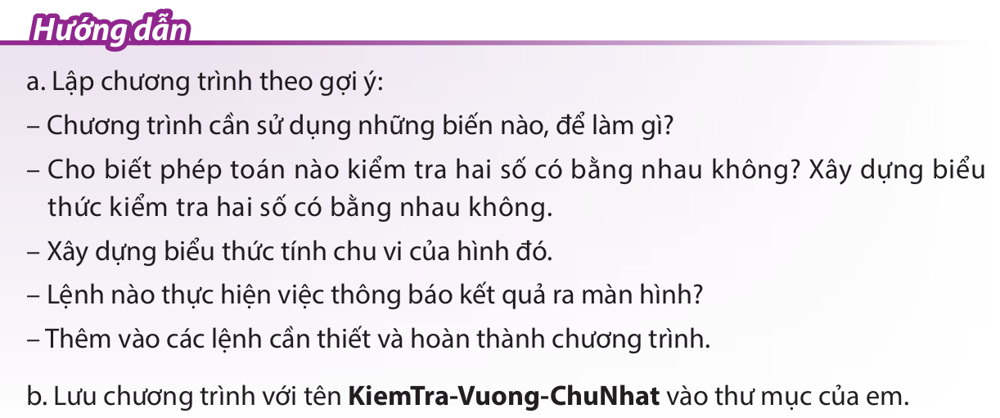 Hướng dẫn
a. Lập chương trình theo gợi ý:
– Chương trình cần sử dụng những biến nào, để làm gì?
– Cho biết phép toán nào kiểm tra hai số có bằng nhau không? Xây dựng biểu
thức kiểm tra hai số có bằng nhau không.
– Xây dựng biểu thức tính chu vi của hình đó.
– Lệnh nào thực hiện việc thông báo kết quả ra màn hình?
– Thêm vào các lệnh cần thiết và hoàn thành chương trình.
b. Lưu chương trình với tên KiemTra-Vuong-ChuNhat vào thư mục của em.